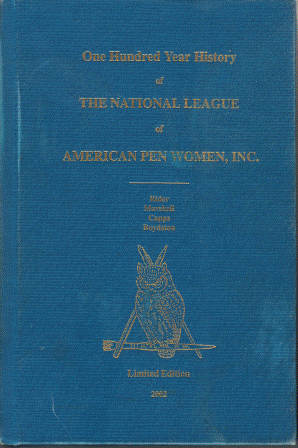 One Hundred Year History
of
THE NATIONAL LEAGUE
of
AMERICAN PEN WOMEN, INC.
Rider
Marshall
Capps
Boydston
Limited Edition
2002